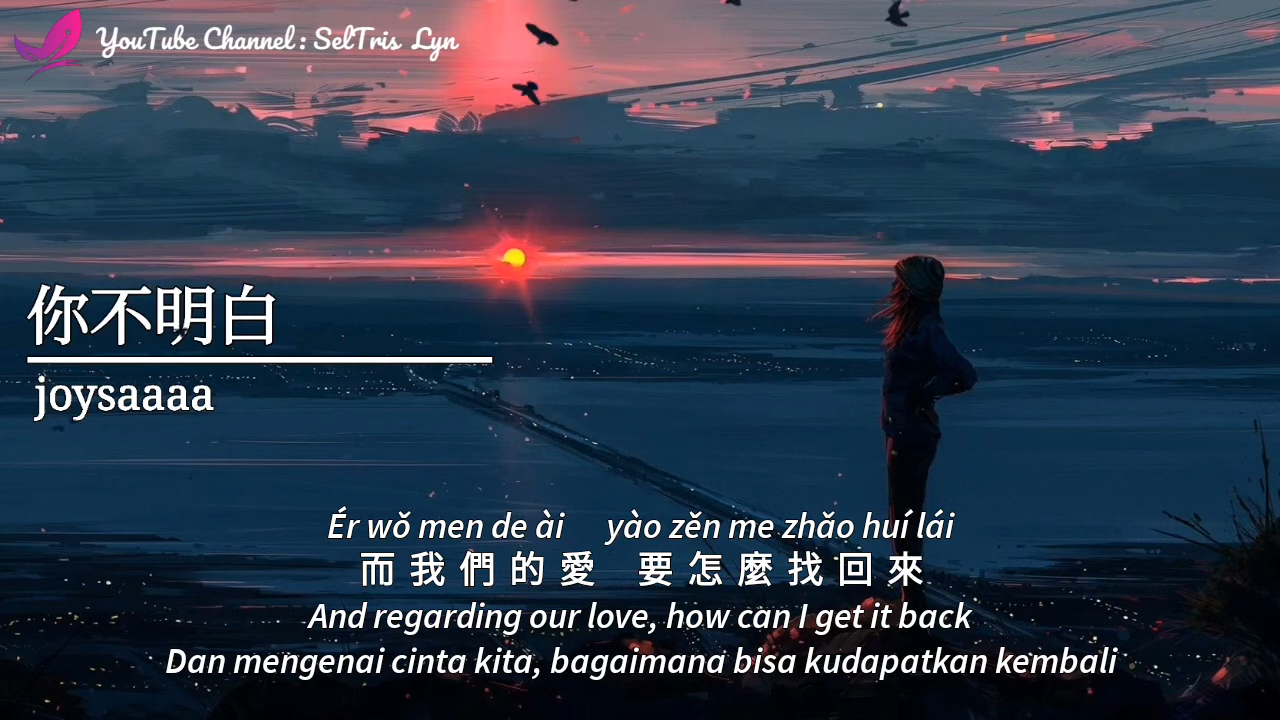 YouTube Channel : SelTris Lyn
你不明白
joysaaaa
Ér wǒ men de ài yào zěn me zhǎo huí lái
而我們的愛 要怎麼找回來
And regarding our love, how can I get it back
Dan mengenai cinta kita, bagaimana bisa kudapatkan kembali